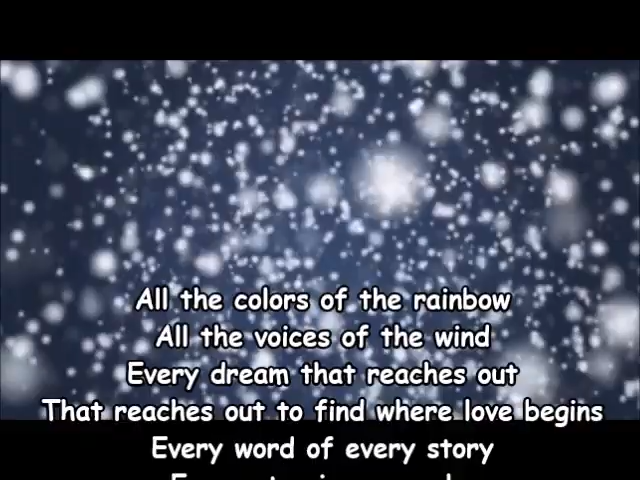 All the colors of the rainbow
All the voices of the wind
Every dream that reaches out
That reaches out to find where love begins
Every word of every story